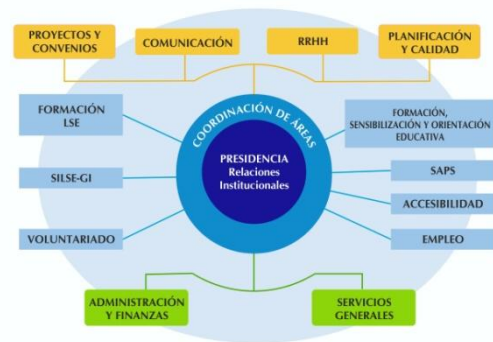 PROYECTOS Y
CONVENIOS
COMUNICACIÓN
RRHH
PLANIFICACIÓN
Y CALIDAD
FORMACIÓN
LSE
SILSE-GI
VOLUNTARIADO
COORDINACIÓN DE ÁREAS
PRESIDENCIA
Relaciones
Institucionales
FORMACIÓN,
SENSIBILIZACIÓN Y ORIENTACIÓN
EDUCATIVA
SAPS
ACCESIBILIDAD
EMPLEO
ADMINISTRACIÓN
Y FINANZAS
SERVICIOS
GENERALES